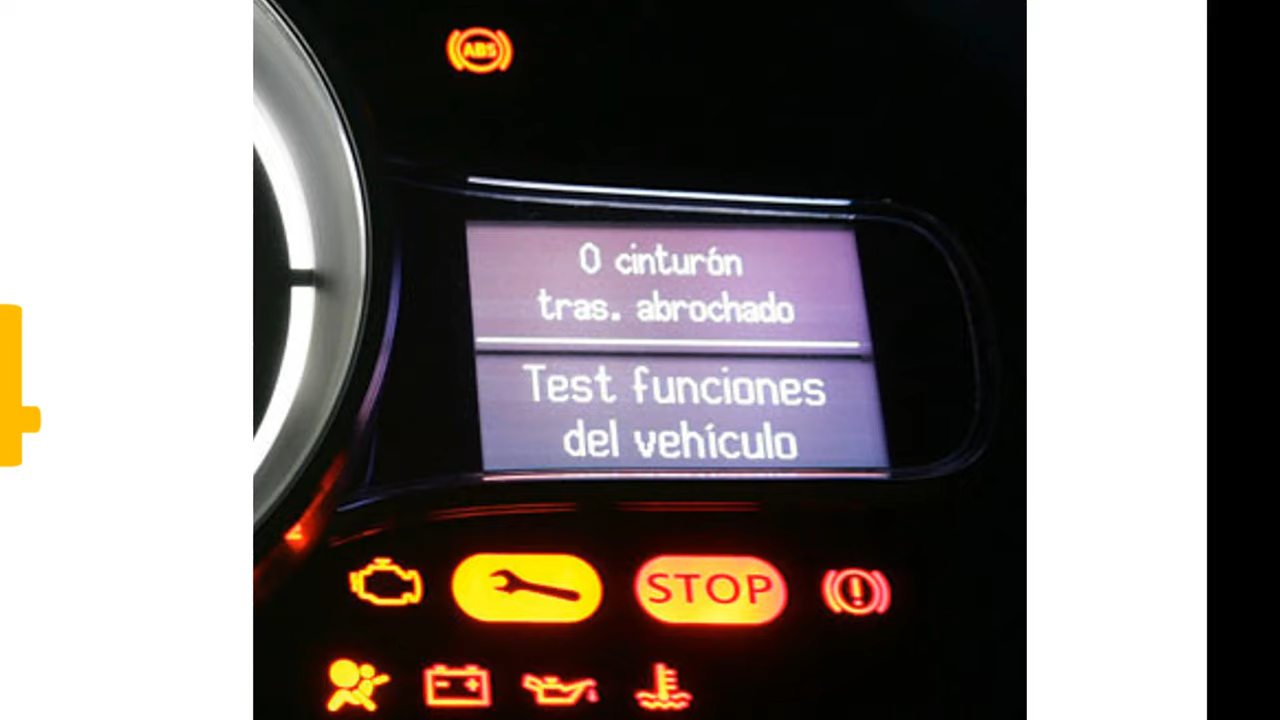 ABS
0 cinturón
tras. abrochado
Test funciones
del vehículo
STOP